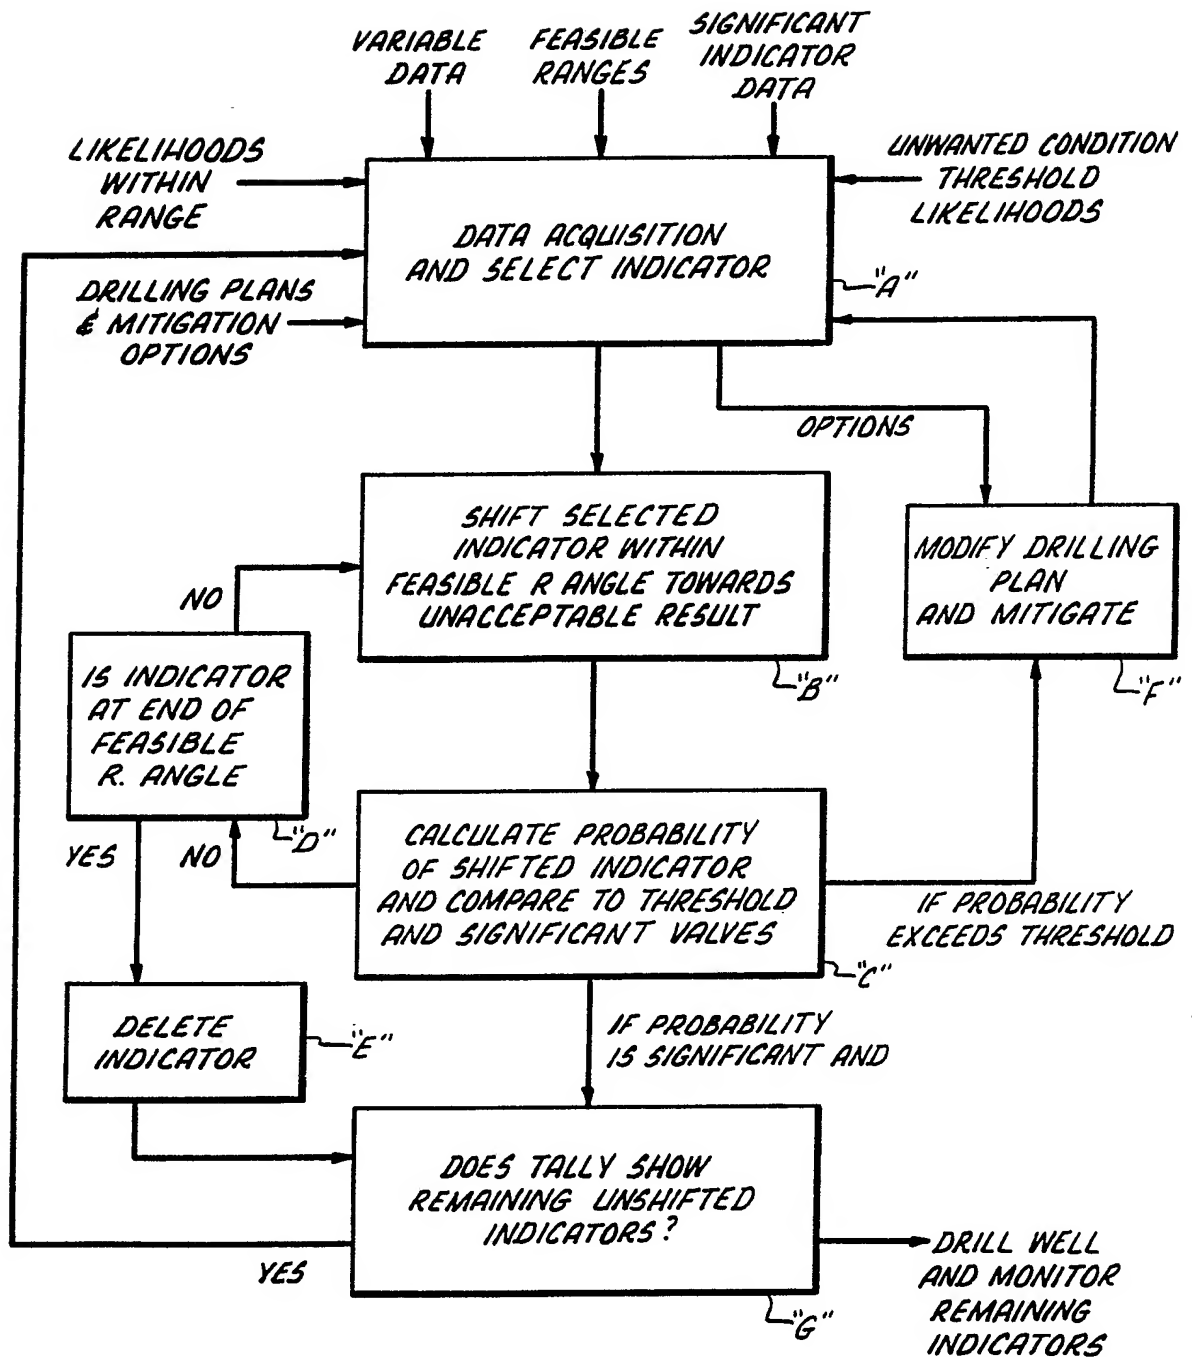 VARIABLE
DATA
FEASIBLE
RANGES
SIGNIFICANT
INDICATOR
DATA
LIKELIHOODS
WITHIN
RANGE
UNWANTED CONDITION
THRESHOLD
LIKELIHOODS
DATA ACQUISITION
AND SELECT INDICATOR
"A"
DRILLING PLANS
& MITIGATION
OPTIONS
OPTIONS
SHIFT SELECTED
INDICATOR WITHIN
FEASIBLE R ANGLE TOWARDS
UNACCEPTABLE RESULT
"B"
MODIFY DRILLING
PLAN
AND MITIGATE
"F"
NO
IS INDICATOR
AT END OF
FEASIBLE
R. ANGLE
"D"
YES
NO
CALCULATE PROBABILITY
OF SHIFTED INDICATOR
AND COMPARE TO THRESHOLD
AND SIGNIFICANT VALVES
"C"
IF PROBABILITY
EXCEEDS THRESHOLD
DELETE
INDICATOR
"E"
IF PROBABILITY
IS SIGNIFICANT AND
DOES TALLY SHOW
REMAINING UNSHIFTED
INDICATORS?
"G"
YES
DRILL WELL
AND MONITOR
REMAINING
INDICATORS